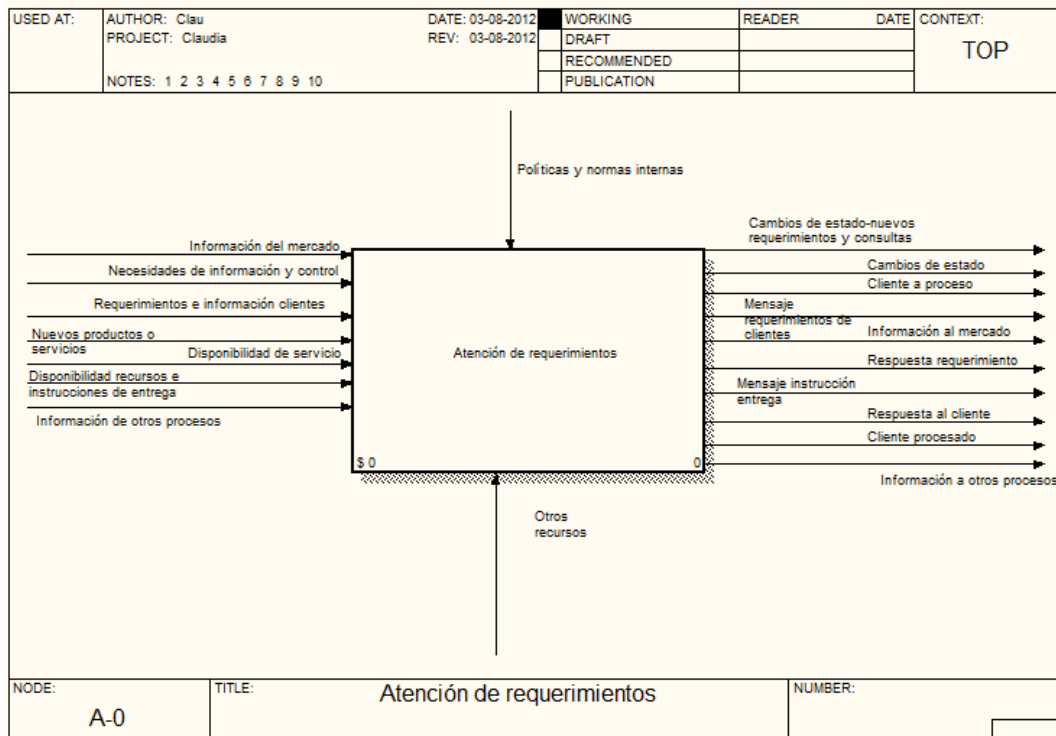 USED AT:
AUTHOR: Clau
DATE: 03-08-2012
WORKING
READER
DATE
CONTEXT:
PROJECT: Claudia
REV: 03-08-2012
DRAFT
TOP
RECOMMENDED
NOTES: 1 2 3 4 5 6 7 8 9 10
PUBLICATION
Políticas y normas internas
Información del mercado
Necesidades de información y control
Requerimientos e información clientes
Nuevos productos o
servicios
Disponibilidad de servicio
Disponibilidad recursos e
instrucciones de entrega
Información de otros procesos
Atención de requerimientos
$ 0
0
Cambios de estado-nuevos
requerimientos y consultas
Cambios de estado
Cliente a proceso
Mensaje
requerimientos de
clientes
Información al mercado
Respuesta requerimiento
Mensaje instrucción
entrega
Respuesta al cliente
Cliente procesado
Información a otros procesos
Otros
recursos
NODE:
A-0
TITLE:
Atención de requerimientos
NUMBER: